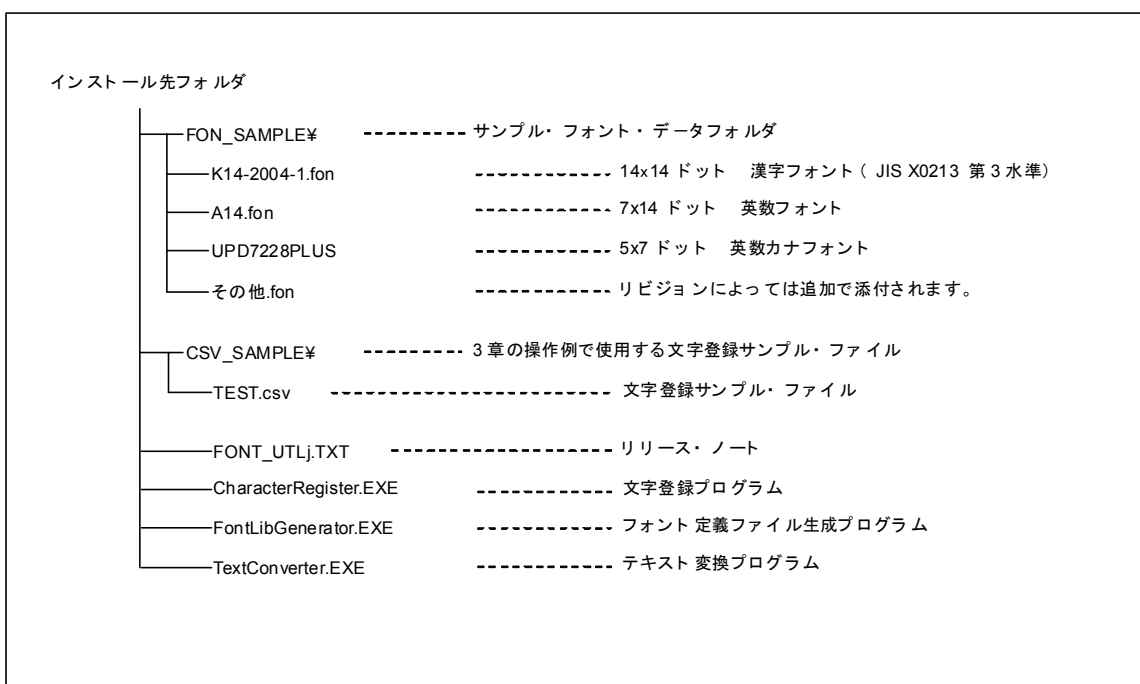 インストール先フォルダ
FON_SAMPLE¥ サンプル・フォント・データフォルダ
K14-2004-1.fon 14x14 ドット 漢字フォント( JIS X0213 第3水準)
A14.fon 7x14 ドット 英数フォント
UPD7228PLUS 5x7 ドット 英数カナフォント
その他.fon リビジョンによっては追加で添付されます。
CSV_SAMPLE¥ 3章の操作例で使用する文字登録サンプル・ファイル
TEST.csv 文字登録サンプル・ファイル
FONT_UTLj.TXT リリース・ノート
CharacterRegister.EXE 文字登録プログラム
FontLibGenerator.EXE フォント定義ファイル生成プログラム
TextConverter.EXE テキスト変換プログラム